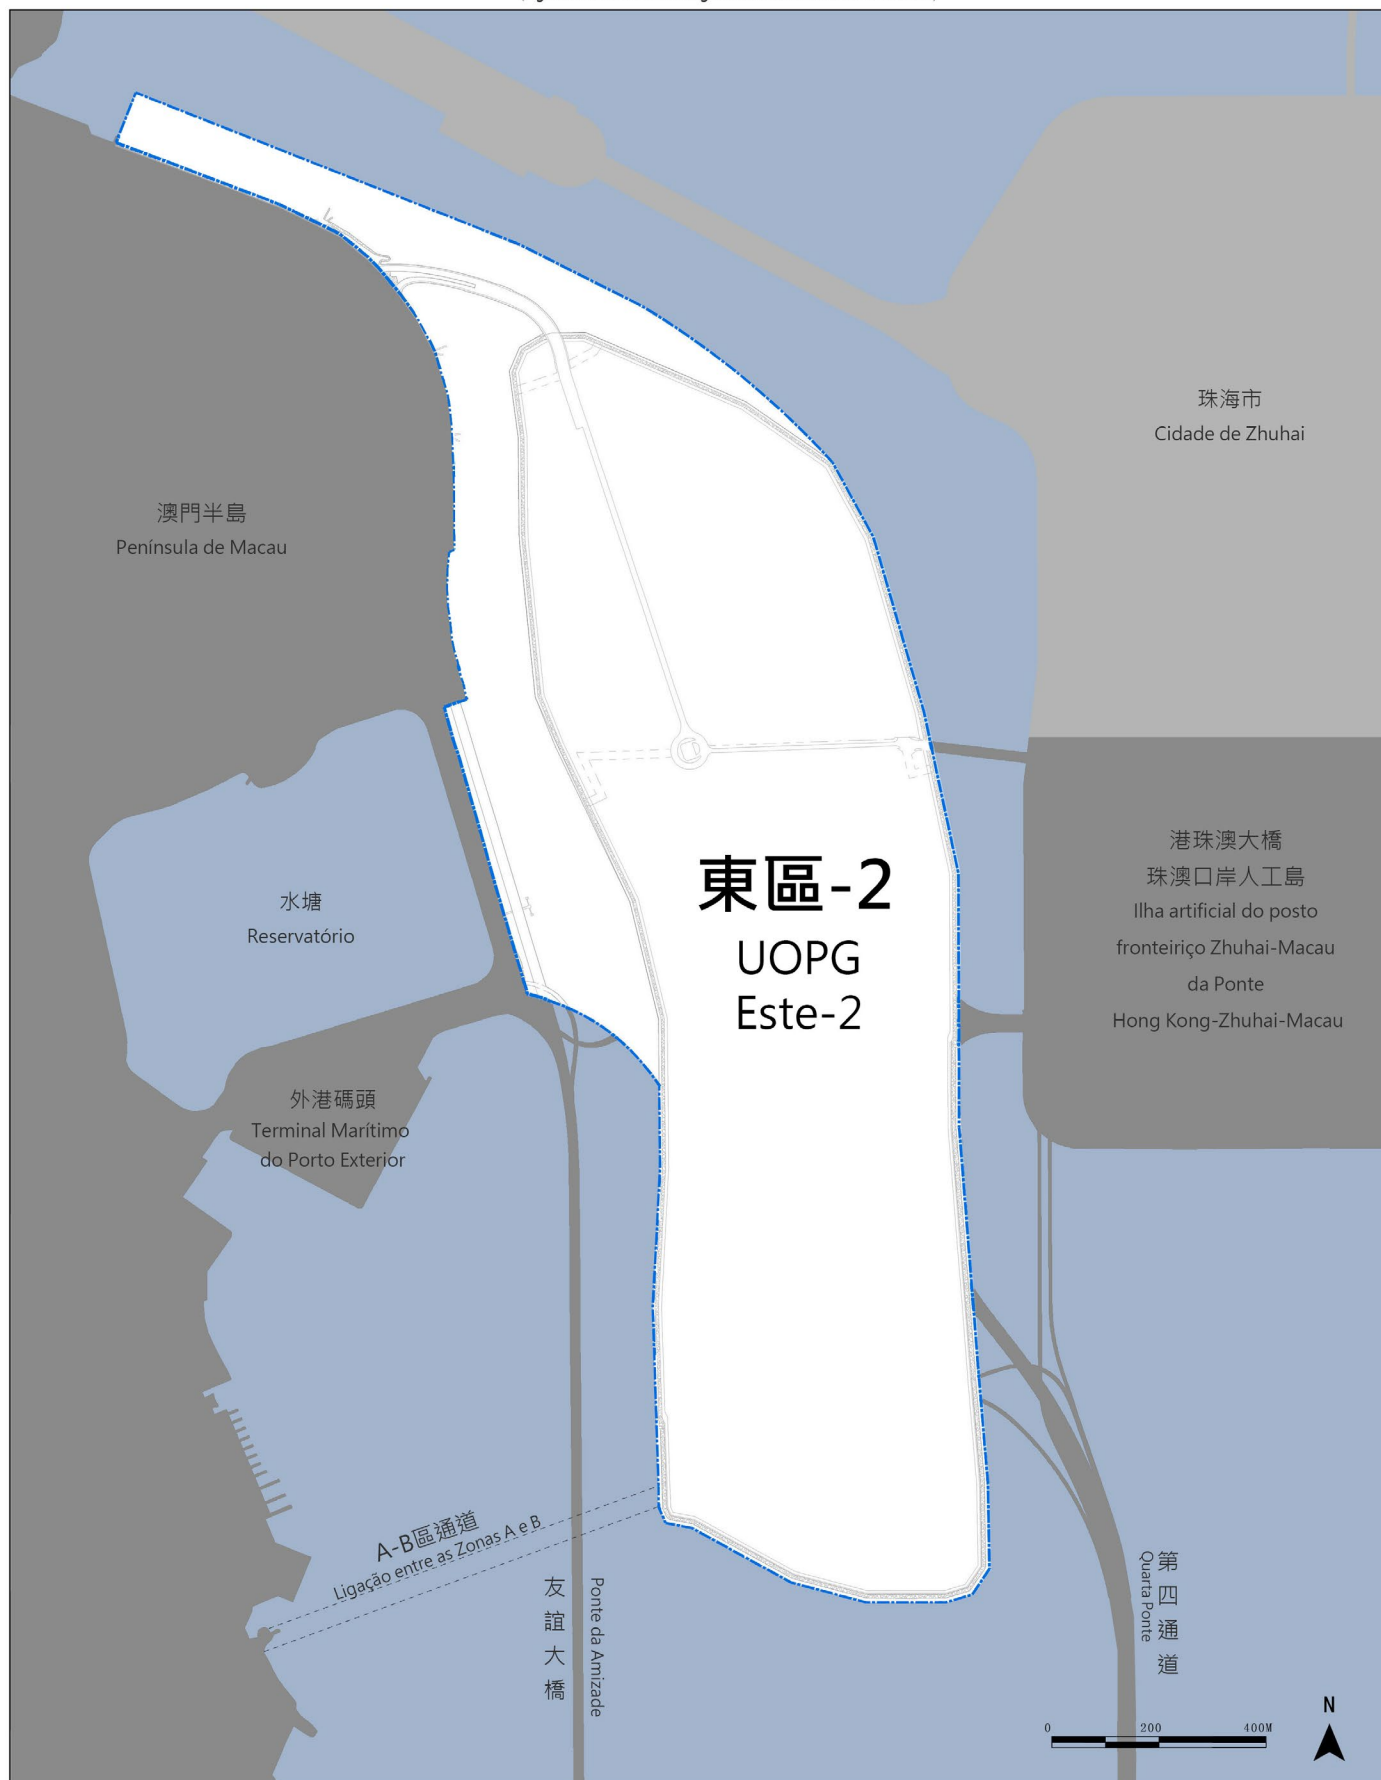 珠海市
Cidade de Zhuhai
澳門半島
Península de Macau
東區-2
UOPG
Este-2
港珠澳大橋
珠澳口岸人工島
Ilha artificial do posto
fronteiriço Zhuhai-Macau
da Ponte
Hong Kong-Zhuhai-Macau
水塘
Reservatório
外港碼頭
Terminal Marítimo
do Porto Exterior
A-B區通道
Ligação entre as Zonas A e B
友誼大橋
Ponte da Amizade
第四通道
Quarta Ponte
N
0 200 400M